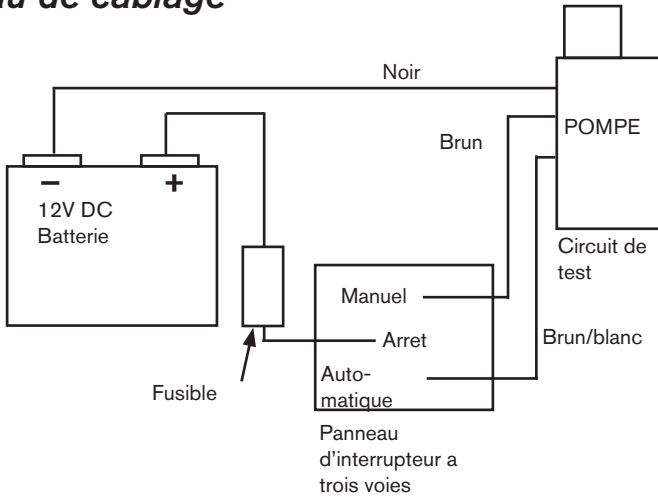 de cablage
Noir
Brun
POMPE
− +
12V DC
Batterie
Circuit de
test
Manuel
Arret
Brun/blanc
Auto-
matique
Fusible
Panneau
d'interrupteur a
trois voies